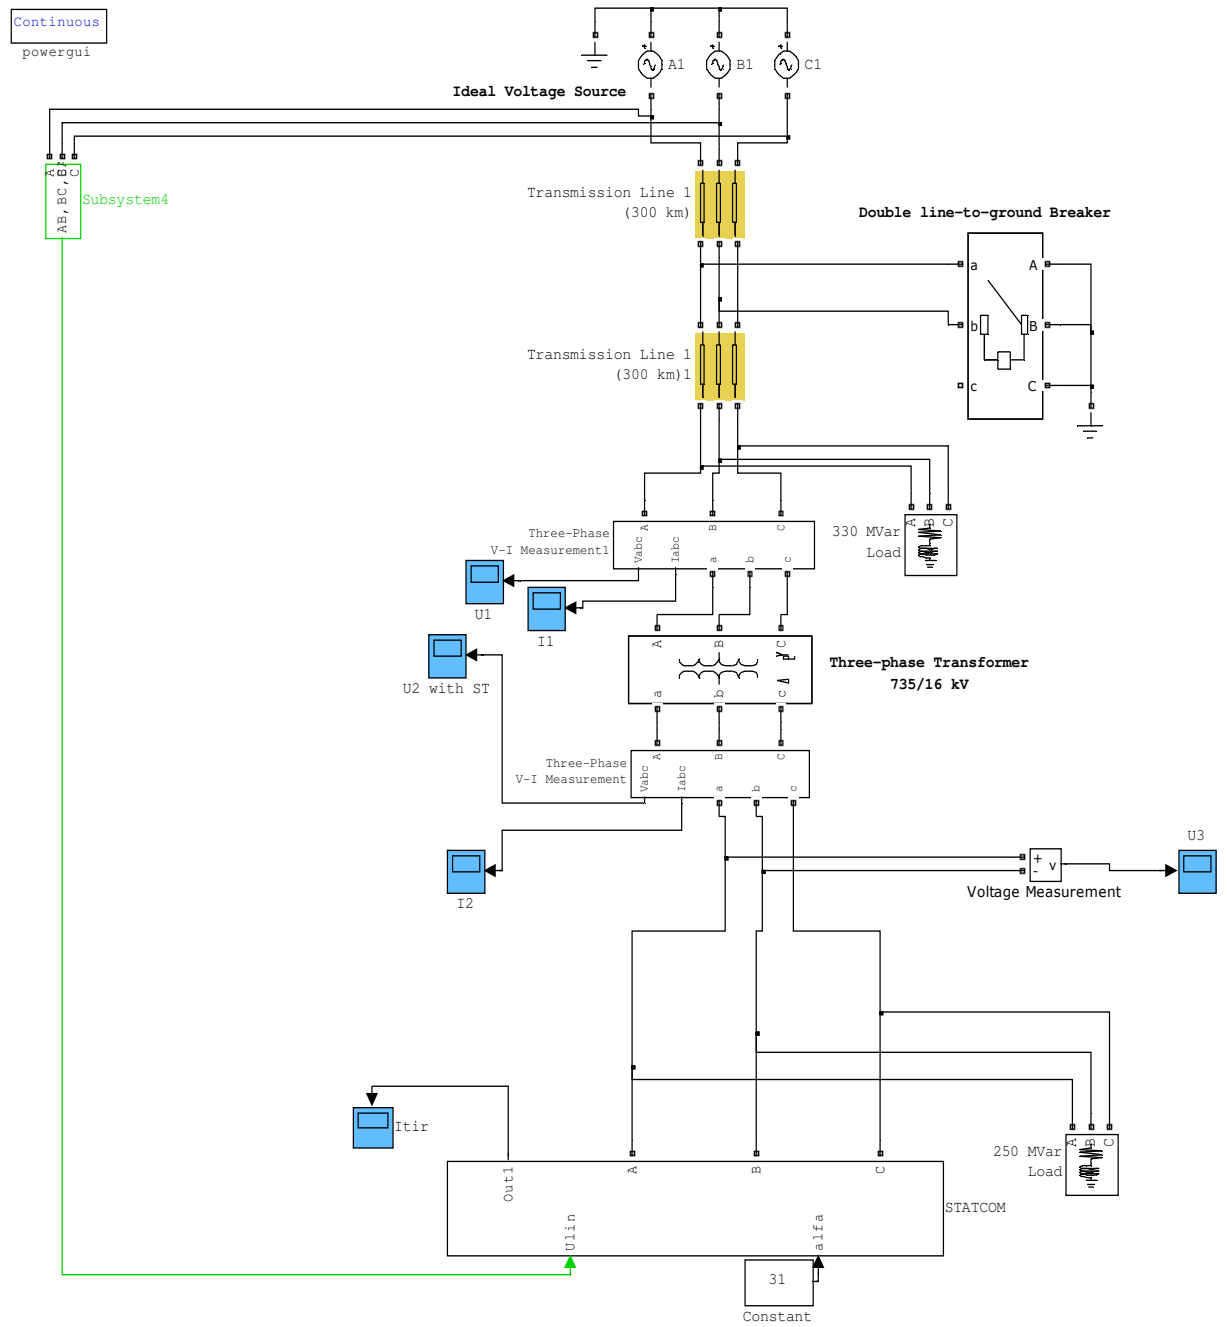 Continuous
powergui
A1
B1
C1
Ideal Voltage Source
A
B
C
AB,BC,CA
Subsystem4
Transmission Line 1
(300 km)
Double line-to-ground Breaker
a
A
b
B
c
C
Transmission Line 1
(300 km)1
A
B
C
330 MVar
Load
Three-Phase
V-I Measurement1
A
B
C
Vabc
Iabc
a
b
c
U1
I1
U2 with ST
A
B
C
a
b
c
Three-phase Transformer
735/16 kV
Three-Phase
V-I Measurement
A
B
C
Vabc
Iabc
a
b
c
I2
+
-
v
Voltage Measurement
U3
Itir
A
B
C
250 MVar
Load
Out1
A
B
C
Ulin
alfa
STATCOM
31
Constant